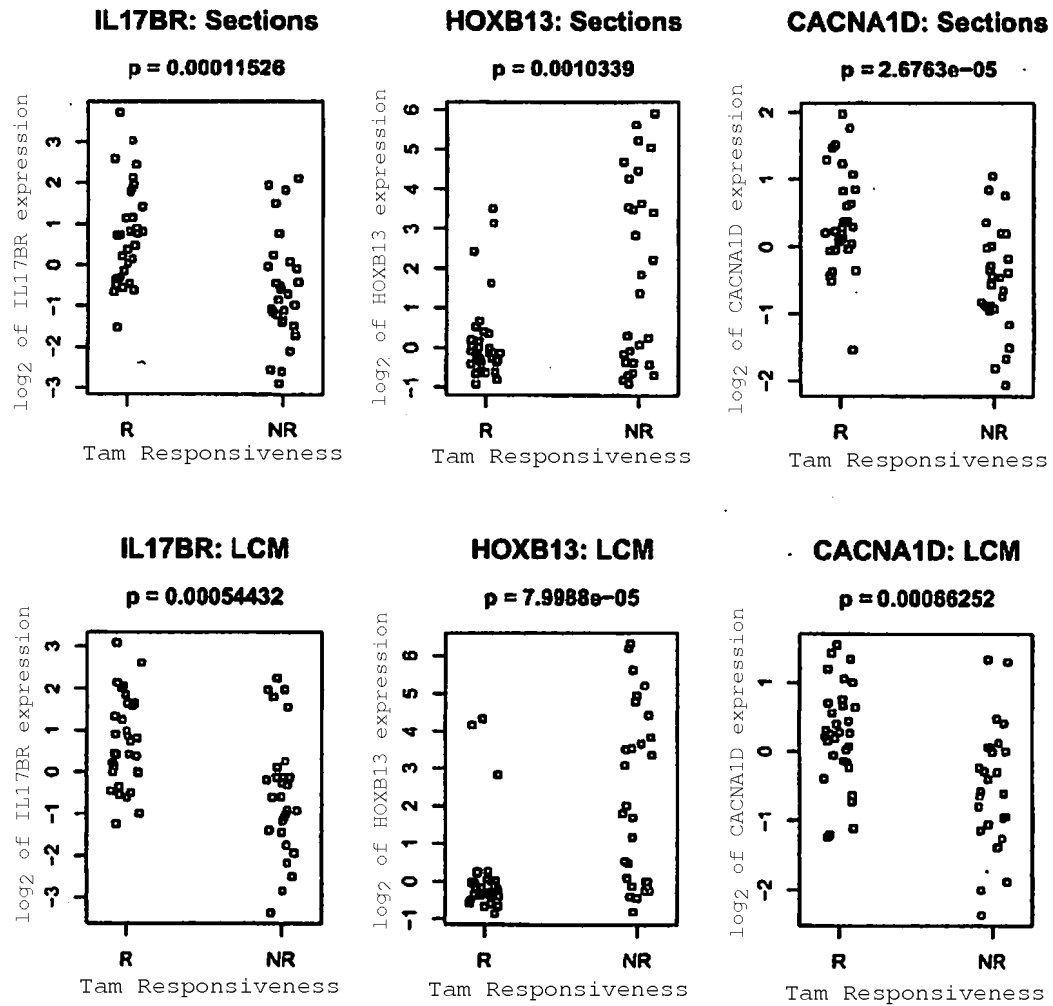 IL17BR: Sections
p = 0.00011526
log2 of IL17BR expression
3
2
1
0
−1
−2
−3
R
NR
Tam Responsiveness
HOXB13: Sections
p = 0.0010339
log2 of HOXB13 expression
6
5
4
3
2
1
0
−1
R
NR
Tam Responsiveness
CACNA1D: Sections
p = 2.6763e−05
log2 of CACNA1D expression
2
1
0
−1
−2
R
NR
Tam Responsiveness
IL17BR: LCM
p = 0.00054432
log2 of IL17BR expression
3
2
1
0
−1
−2
−3
R
NR
Tam Responsiveness
HOXB13: LCM
p = 7.9988e−05
log2 of HOXB13 expression
6
5
4
3
2
1
0
−1
R
NR
Tam Responsiveness
CACNA1D: LCM
p = 0.00066252
log2 of CACNA1D expression
1
0
−1
−2
R
NR
Tam Responsiveness